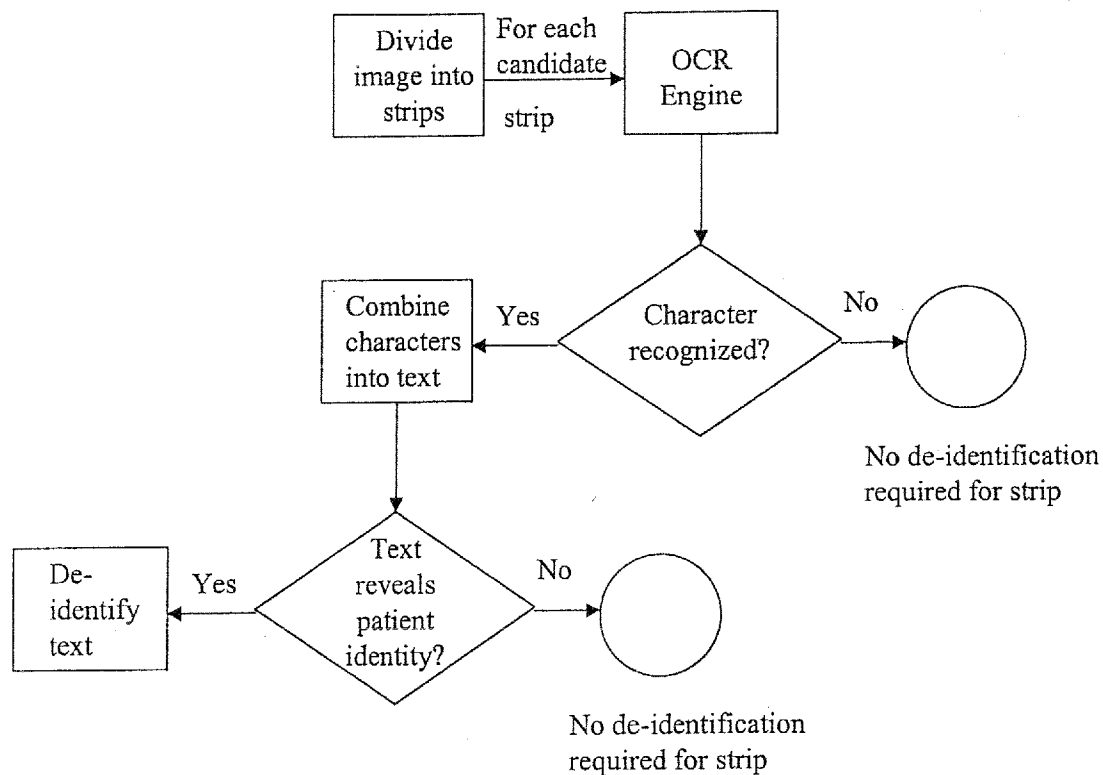 Divide
image into
strips
For each
candidate
strip
OCR
Engine
Character
recognized?
Yes
No
Combine
characters
into text
No de-identification
required for strip
Text
reveals
patient
identity?
Yes
No
De-
identify
text
No de-identification
required for strip